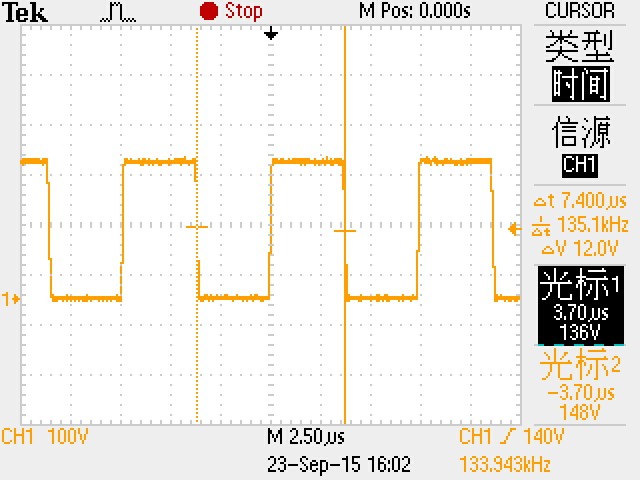 Tek Stop M Pos: 0.000s CURSOR
类型
时间
信源
CH1
△t 7.400µs
1/△t 135.1kHz
△V 12.0V
光标1
3.70µs
136V
光标2
-3.70µs
148V
1
CH1 100V M 2.50µs CH1 140V
23-Sep-15 16:02 133.943kHz